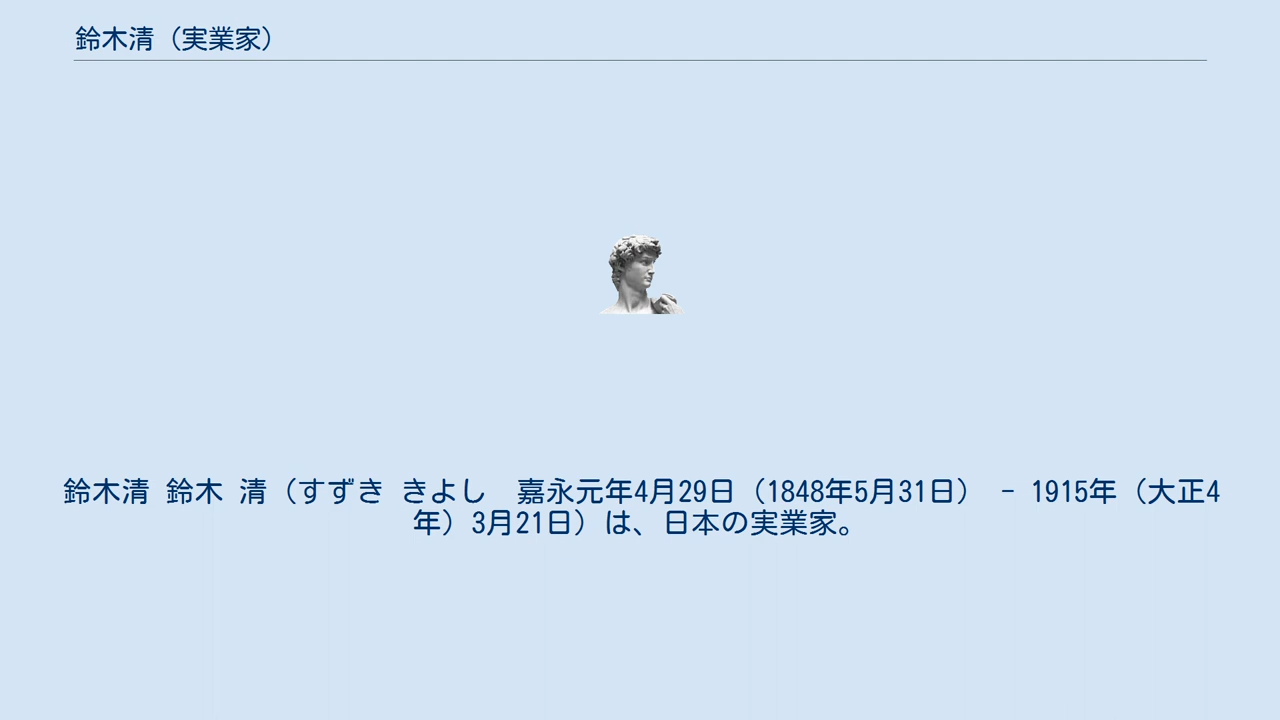 鈴木清（実業家）
鈴木清 鈴木 清（すずき きよし　嘉永元年4月29日（1848年5月31日） - 1915年（大正4
年）3月21日）は、日本の実業家。